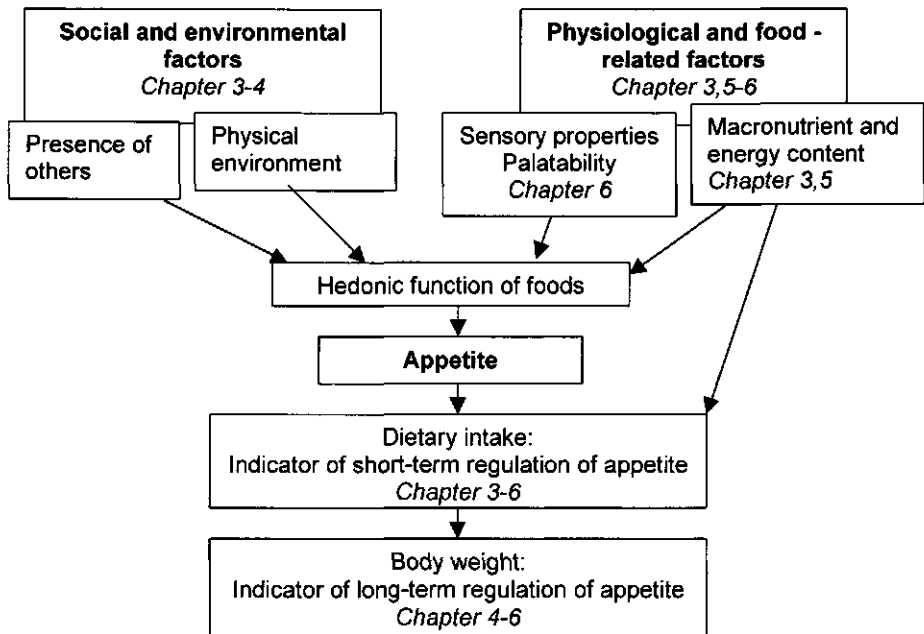 Social and environmental
factors
Chapter 3-4
Physiological and food -
related factors
Chapter 3,5-6
Presence of
others
Physical
environment
Sensory properties
Palatability
Chapter 6
Macronutrient and
energy content
Chapter 3,5
Hedonic function of foods
Appetite
Dietary intake:
Indicator of short-term regulation of appetite
Chapter 3-6
Body weight:
Indicator of long-term regulation of appetite
Chapter 4-6